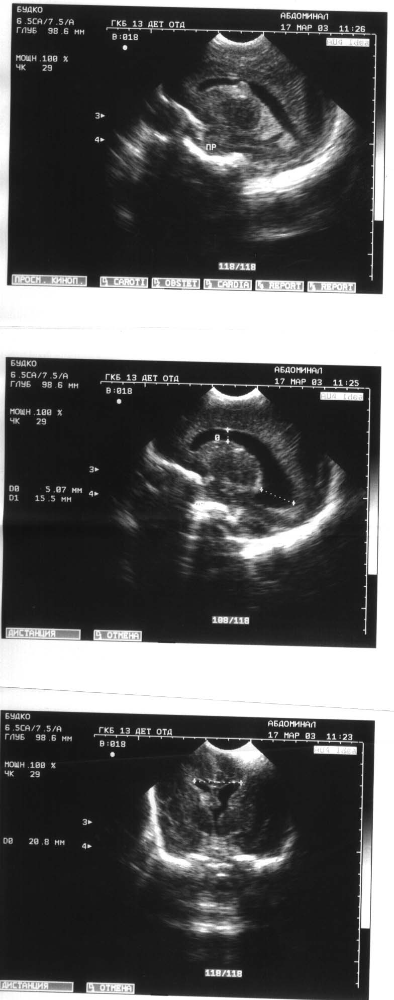 БУДКО
АБДОМИНАЛ
6.5CA/7.5/A
ГКБ 13 ДЕТ ОТД
17 МАР 03 11:26
ГЛУБ 98.6 мм
В:018
AU4 Idea
МОЩН.100 %
ЧК 29
3
4
ПР
118/118
ПРОСМ. КИНОП.
CAROTI
OBSTET
CARDIA
REPORT
REPORT
БУДКО
АБДОМИНАЛ
6.5CA/7.5/A
ГКБ 13 ДЕТ ОТД
17 МАР 03 11:25
ГЛУБ 98.6 мм
В:018
AU4 Idea
МОЩН.100 %
ЧК 29
0
3
D0 5.07 мм
4
D1 15.5 мм
108/118
ДИСТАНЦИЯ
ОТМЕНА
БУДКО
АБДОМИНАЛ
6.5CA/7.5/A
ГКБ 13 ДЕТ ОТД
17 МАР 03 11:23
ГЛУБ 98.6 мм
В:018
AU4 Idea
МОЩН.100 %
ЧК 29
3
D0 20.8 мм
4
118/118
ДИСТАНЦИЯ
ОТМЕНА